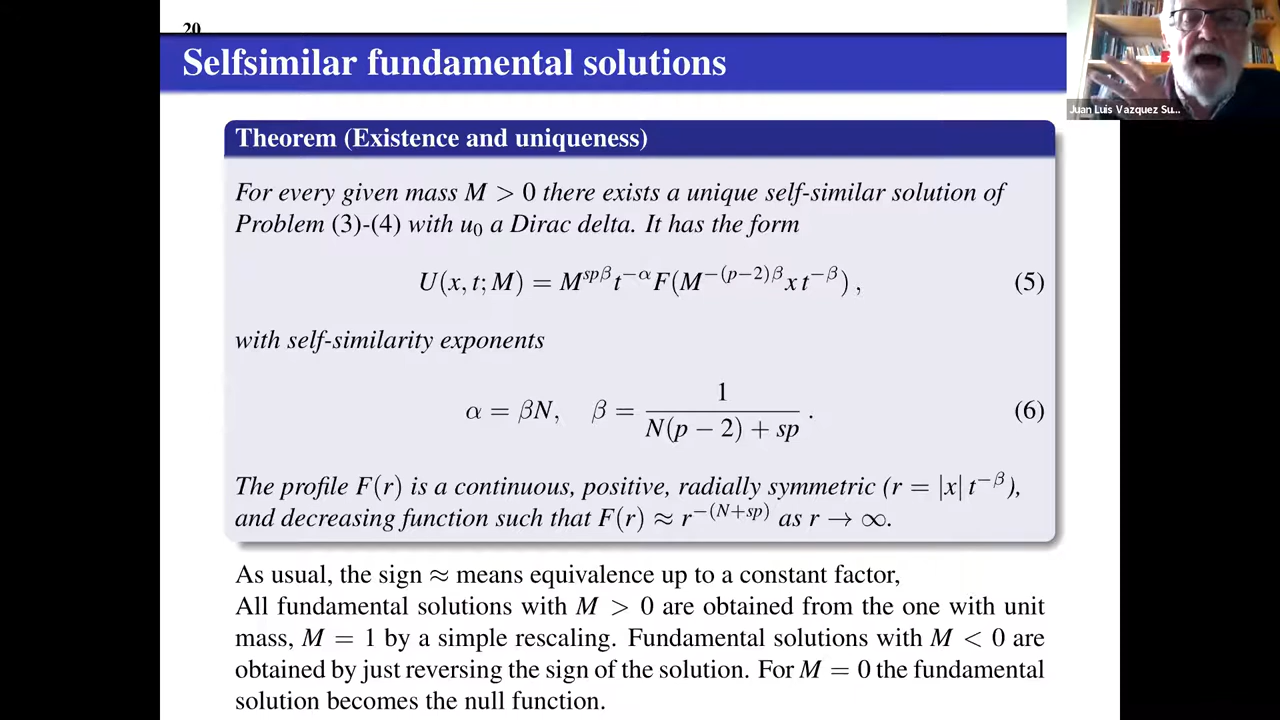 20
Selfsimilar fundamental solutions
Juan Luis Vazquez Su...
Theorem (Existence and uniqueness)
For every given mass M > 0 there exists a unique self-similar solution of
Problem (3)-(4) with u₀ a Dirac delta. It has the form
U(x, t; M) = M^{spβ} t^{−α} F(M^{−(p−2)β} x t^{−β}) , (5)
with self-similarity exponents
α = βN, β = \frac{1}{N(p − 2) + sp} . (6)
The profile F(r) is a continuous, positive, radially symmetric (r = |x| t^{−β}),
and decreasing function such that F(r) ≈ r^{−(N+sp)} as r → ∞.
As usual, the sign ≈ means equivalence up to a constant factor,
All fundamental solutions with M > 0 are obtained from the one with unit
mass, M = 1 by a simple rescaling. Fundamental solutions with M < 0 are
obtained by just reversing the sign of the solution. For M = 0 the fundamental
solution becomes the null function.